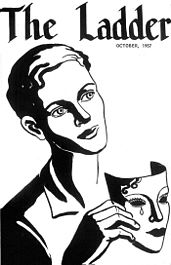 The Ladder
OCTOBER, 1957